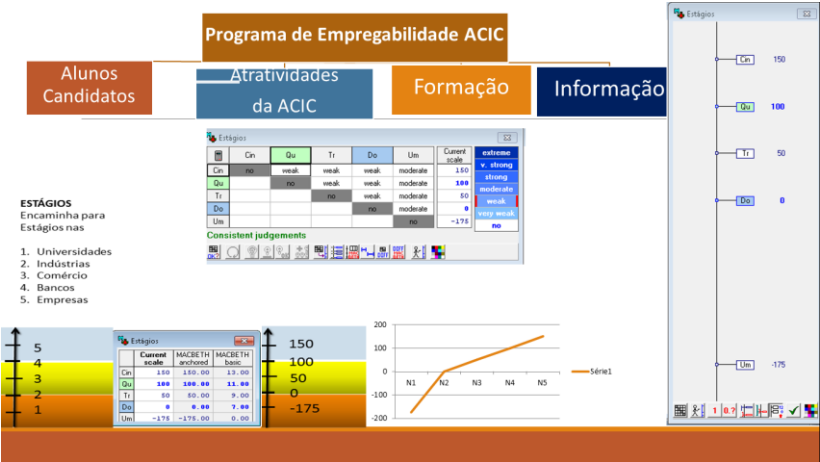 Programa de Empregabilidade ACIC
Alunos
Candidatos
Atratividades
da ACIC
Formação
Informação
Estágios
Cin Qu Tr Do Um Current scale extreme
Cin no weak weak weak moderate 150 v. strong
Qu no weak weak moderate 100 strong
Tr no weak moderate 50 moderate
Do no moderate 0 weak
Um no -175 very weak
no
Consistent judgements
ESTÁGIOS
Encaminha para
Estágios nas
1. Universidades
2. Indústrias
3. Comércio
4. Bancos
5. Empresas
5
4
3
2
1
Estágios
Current scale MACBETH anchored MACBETH basic
Cin 150 150.00 13.00
Qu 100 100.00 11.00
Tr 50 50.00 9.00
Do 0 0.00 7.00
Um -175 -175.00 0.00
150
100
50
0
-175
200
100
0
-100
-200
N1 N2 N3 N4 N5
Série1
Estágios
Cin 150
Qu 100
Tr 50
Do 0
Um -175